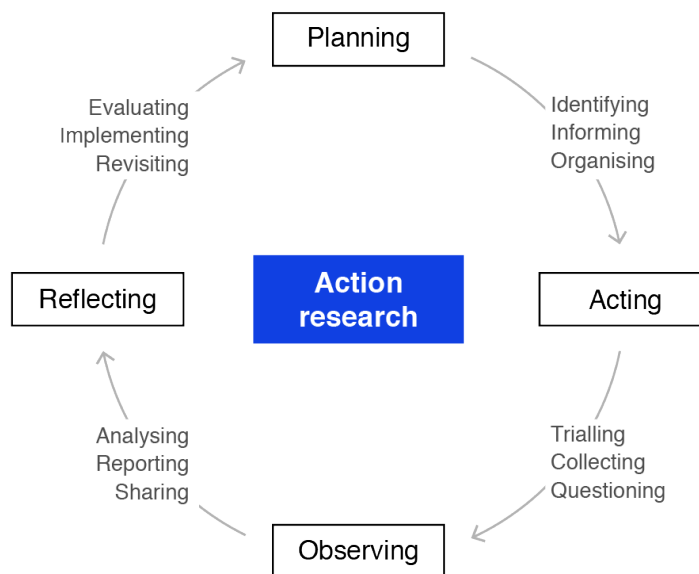 Planning
Evaluating
Implementing
Revisiting
Identifying
Informing
Organising
Reflecting
Action
research
Acting
Analysing
Reporting
Sharing
Trialling
Collecting
Questioning
Observing